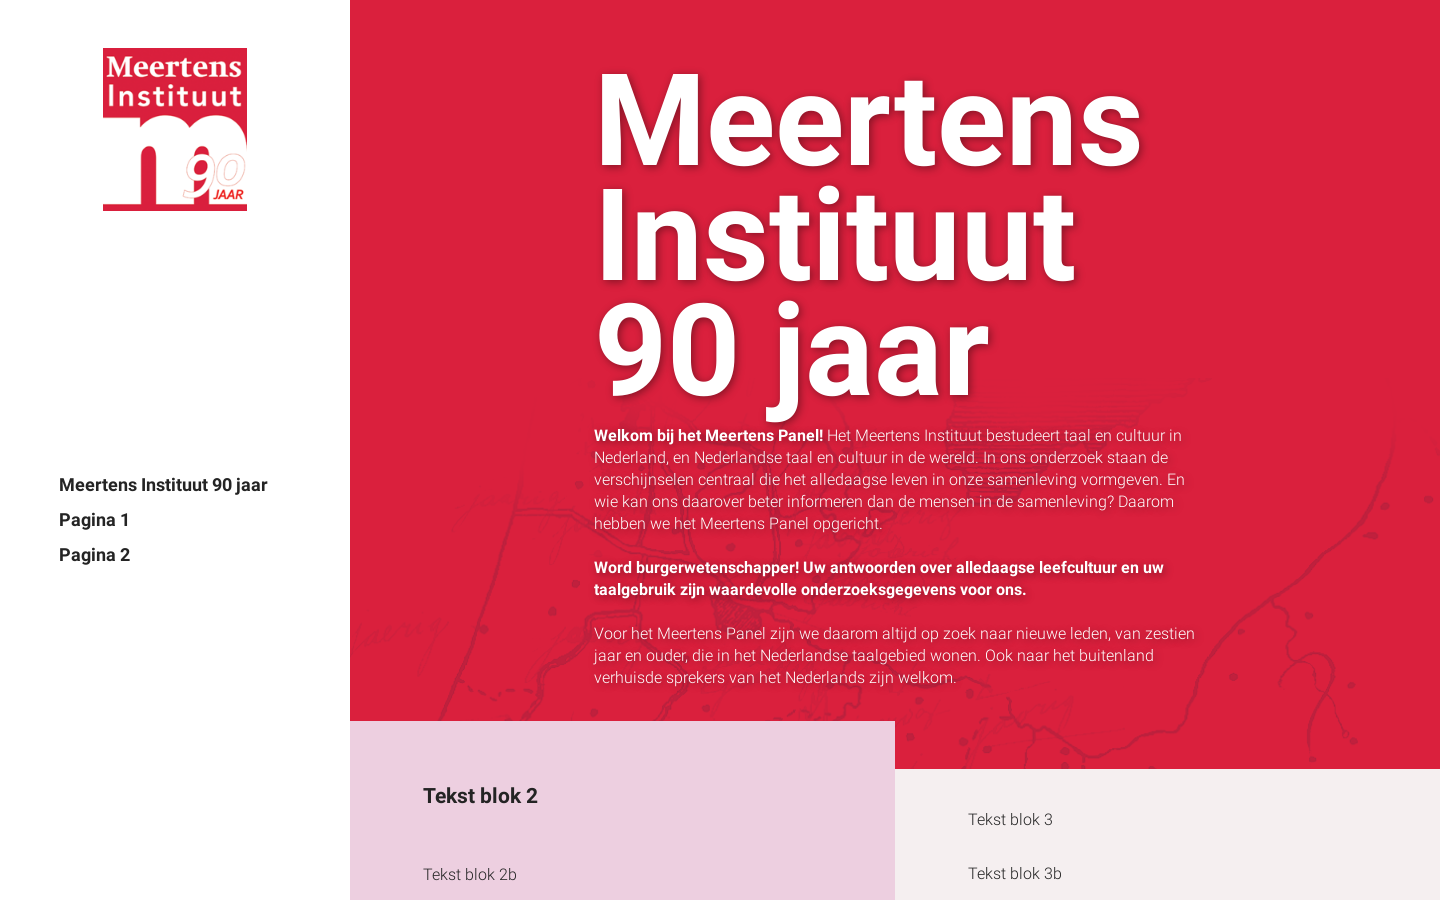 Meertens
Instituut
90
JAAR
Meertens Instituut 90 jaar
Pagina 1
Pagina 2
Meertens
Instituut
90 jaar
Welkom bij het Meertens Panel! Het Meertens Instituut bestudeert taal en cultuur in
Nederland, en Nederlandse taal en cultuur in de wereld. In ons onderzoek staan de
verschijnselen centraal die het alledaagse leven in onze samenleving vormgeven. En
wie kan ons daarover beter informeren dan de mensen in de samenleving? Daarom
hebben we het Meertens Panel opgericht.
Word burgerwetenschapper! Uw antwoorden over alledaagse leefcultuur en uw
taalgebruik zijn waardevolle onderzoeksgegevens voor ons.
Voor het Meertens Panel zijn we daarom altijd op zoek naar nieuwe leden, van zestien
jaar en ouder, die in het Nederlandse taalgebied wonen. Ook naar het buitenland
verhuisde sprekers van het Nederlands zijn welkom.
Tekst blok 2
Tekst blok 2b
Tekst blok 3
Tekst blok 3b